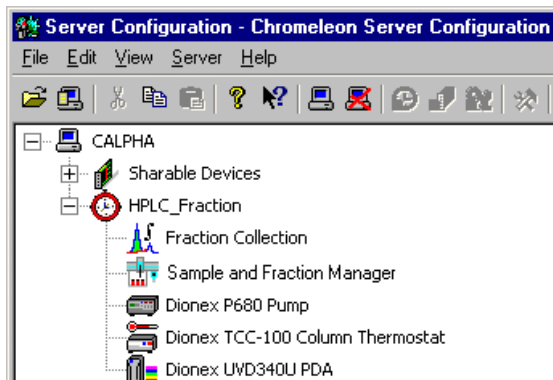 Server Configuration - Chromeleon Server Configuration
File Edit View Server Help
CALPHA
Sharable Devices
HPLC_Fraction
Fraction Collection
Sample and Fraction Manager
Dionex P680 Pump
Dionex TCC-100 Column Thermostat
Dionex UVD340U PDA